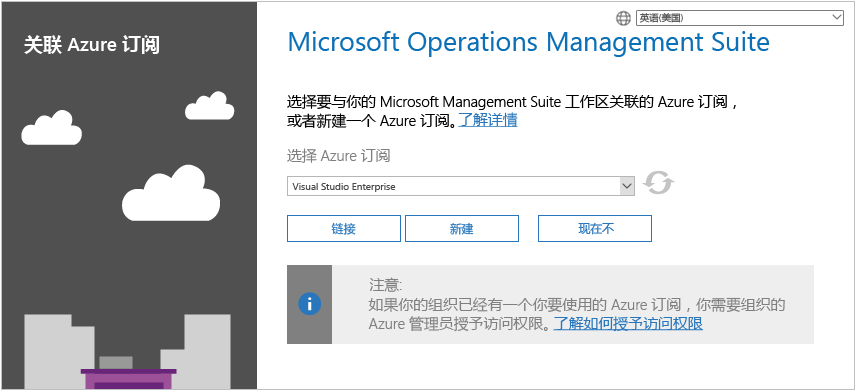 英语(美国)
关联 Azure 订阅
Microsoft Operations Management Suite
选择要与你的 Microsoft Management Suite 工作区关联的 Azure 订阅，
或者新建一个 Azure 订阅。了解详情
选择 Azure 订阅
Visual Studio Enterprise
链接 新建 现在不
注意:
如果你的组织已经有一个你要使用的 Azure 订阅，你需要组织的
Azure 管理员授予访问权限。了解如何授予访问权限